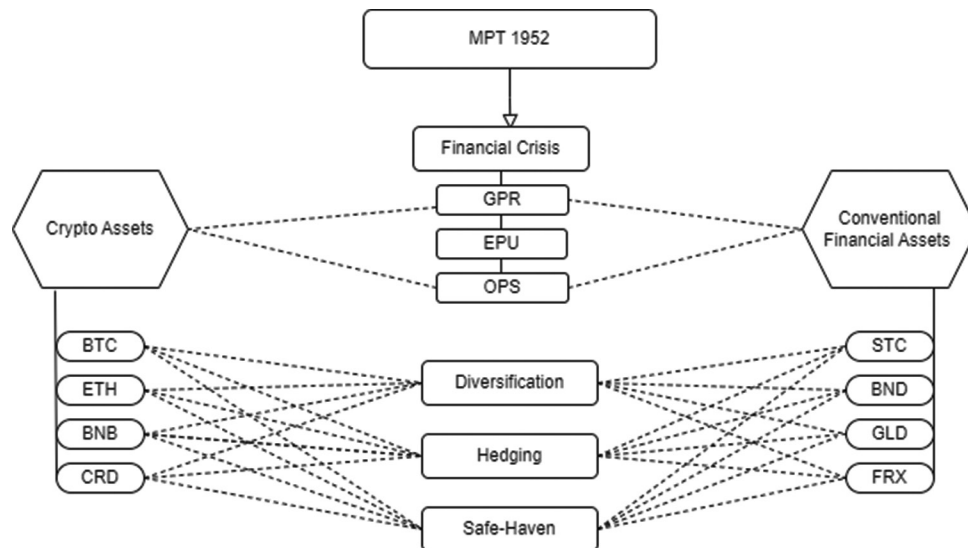 MPT 1952
Financial Crisis
GPR
EPU
OPS
Crypto Assets
Conventional
Financial Assets
BTC
ETH
BNB
CRD
Diversification
Hedging
Safe-Haven
STC
BND
GLD
FRX